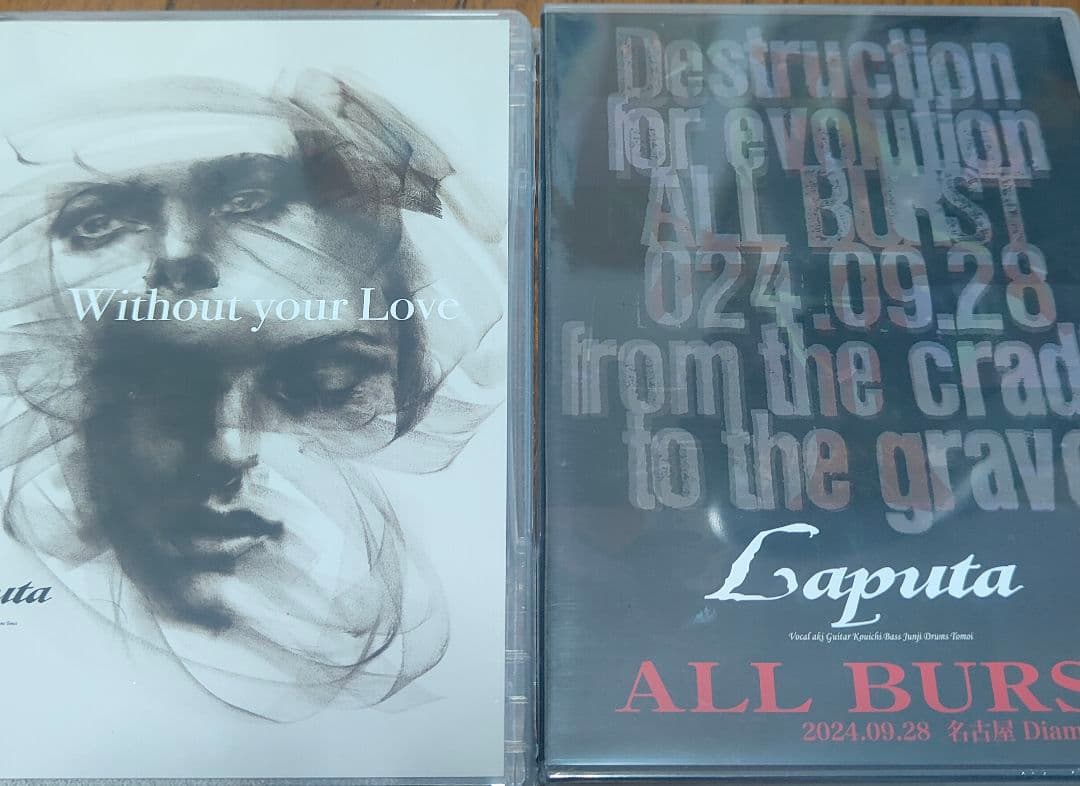 Without your Love
uta
Destruction
for evolution
ALL BURST
024.09.28
from the crad
to the grave
Laputa
Vocal aki Guitar Kouichi Bass Junji Drums Tomoi
ALL BURS
2024.09.28 名古屋 Diam